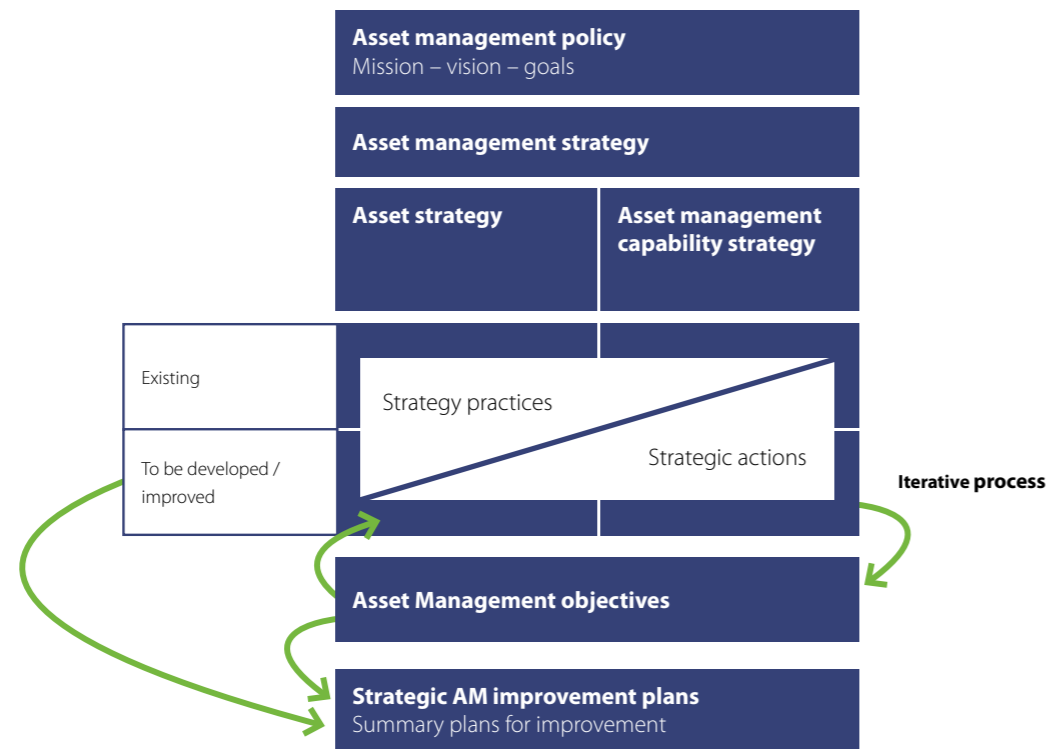 Asset management policy
Mission – vision – goals
Asset management strategy
Asset strategy
Asset management
capability strategy
Existing
Strategy practices
To be developed /
improved
Strategic actions
Iterative process
Asset Management objectives
Strategic AM improvement plans
Summary plans for improvement